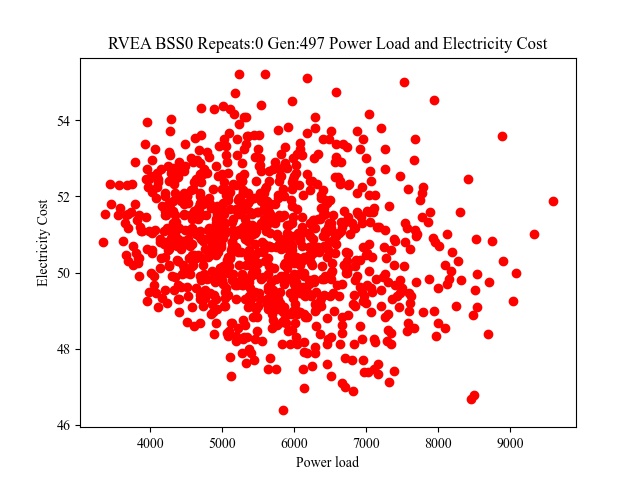 RVEA BSS0 Repeats:0 Gen:497 Power Load and Electricity Cost
54
52
50
48
46
Electricity Cost
4000 5000 6000 7000 8000 9000
Power load